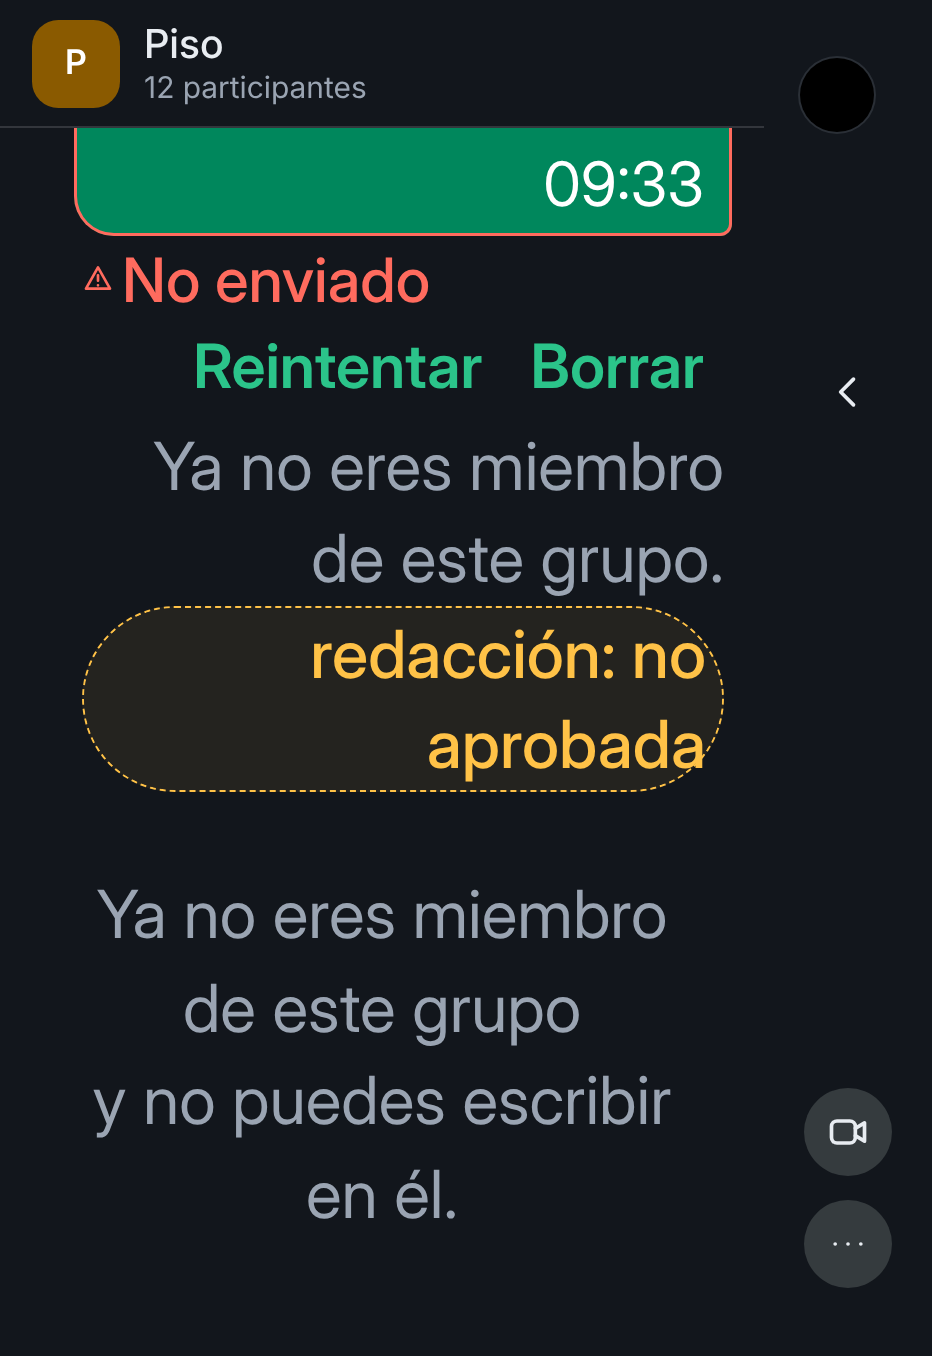 P
Piso
12 participantes
09:33
No enviado
Reintentar Borrar
Ya no eres miembro
de este grupo.
redacción: no
aprobada
Ya no eres miembro
de este grupo
y no puedes escribir
en él.